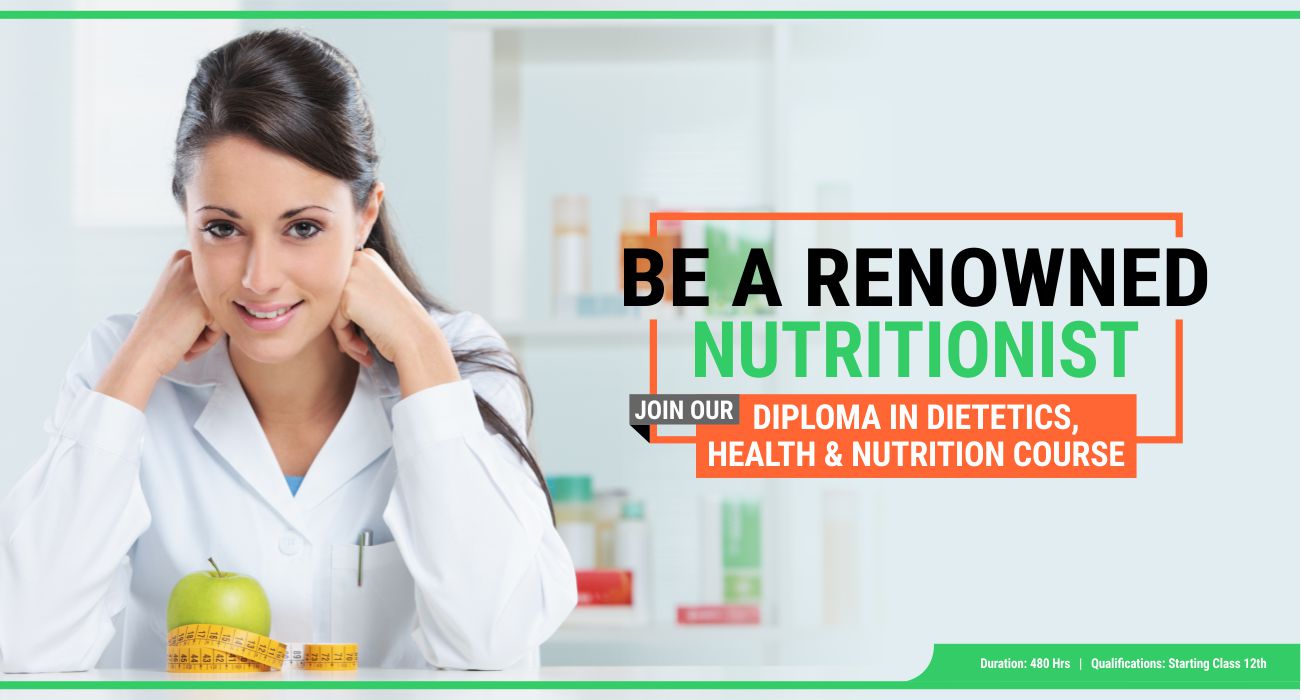 BE A RENOWNED
NUTRITIONIST
JOIN OUR
DIPLOMA IN DIETETICS,
HEALTH & NUTRITION COURSE
Duration: 480 Hrs | Qualifications: Starting Class 12th